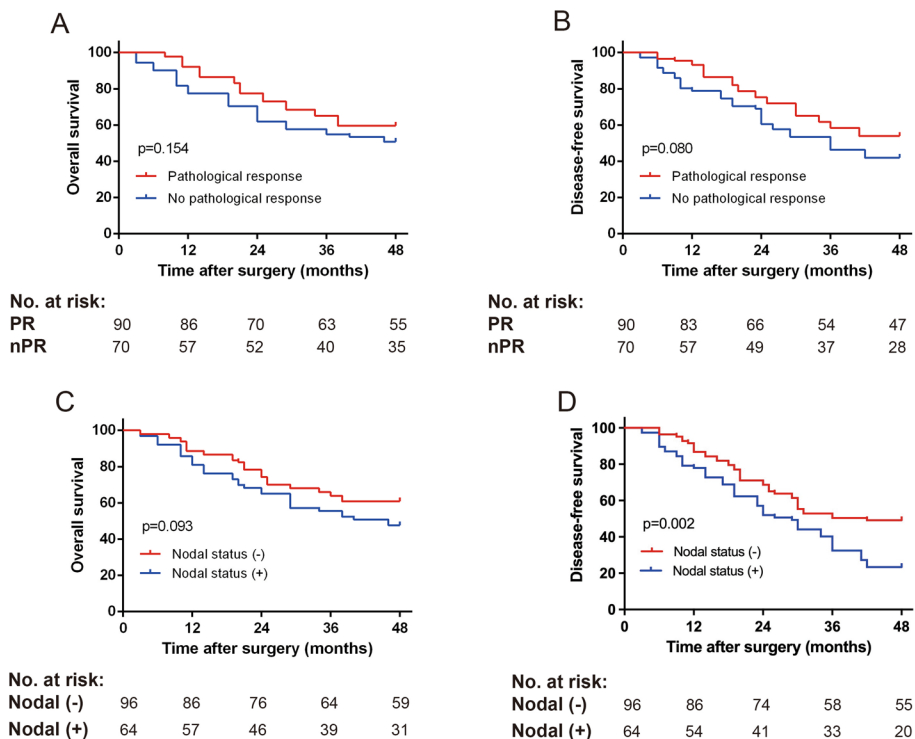 A
Overall survival
100
80
60
40
20
0
p=0.154
Pathological response
No pathological response
0 12 24 36 48
Time after surgery (months)
No. at risk:
PR 90 86 70 63 55
nPR 70 57 52 40 35
B
Disease-free survival
100
80
60
40
20
0
p=0.080
Pathological response
No pathological response
0 12 24 36 48
Time after surgery (months)
No. at risk:
PR 90 83 66 54 47
nPR 70 57 49 37 28
C
Overall survival
100
80
60
40
20
0
p=0.093
Nodal status (-)
Nodal status (+)
0 12 24 36 48
Time after surgery (months)
No. at risk:
Nodal (-) 96 86 76 64 59
Nodal (+) 64 57 46 39 31
D
Disease-free survival
100
80
60
40
20
0
p=0.002
Nodal status (-)
Nodal status (+)
0 12 24 36 48
Time after surgery (months)
No. at risk:
Nodal (-) 96 86 74 58 55
Nodal (+) 64 54 41 33 20